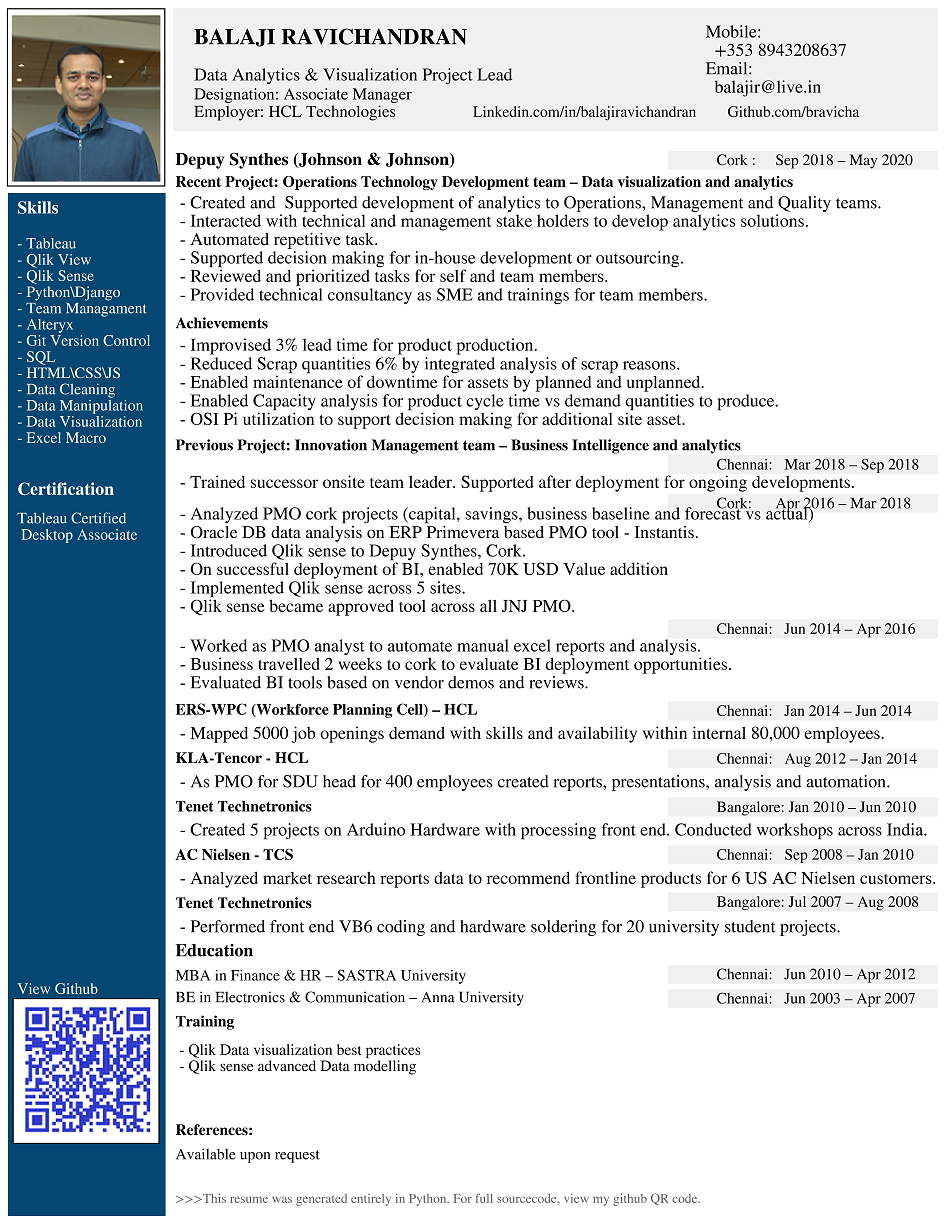 BALAJI RAVICHANDRAN
Mobile:
+353 8943208637
Email:
balajir@live.in
Data Analytics & Visualization Project Lead
Designation: Associate Manager
Employer: HCL Technologies
Linkedin.com/in/balajiravichandran
Github.com/bravicha
Skills
- Tableau
- Qlik View
- Qlik Sense
- Python\Django
- Team Managament
- Alteryx
- Git Version Control
- SQL
- HTML\CSS\JS
- Data Cleaning
- Data Manipulation
- Data Visualization
- Excel Macro
Certification
Tableau Certified
Desktop Associate
View Github
Depuy Synthes (Johnson & Johnson)
Cork : Sep 2018 – May 2020
Recent Project: Operations Technology Development team – Data visualization and analytics
- Created and Supported development of analytics to Operations, Management and Quality teams.
- Interacted with technical and management stake holders to develop analytics solutions.
- Automated repetitive task.
- Supported decision making for in-house development or outsourcing.
- Reviewed and prioritized tasks for self and team members.
- Provided technical consultancy as SME and trainings for team members.
Achievements
- Improvised 3% lead time for product production.
- Reduced Scrap quantities 6% by integrated analysis of scrap reasons.
- Enabled maintenance of downtime for assets by planned and unplanned.
- Enabled Capacity analysis for product cycle time vs demand quantities to produce.
- OSI Pi utilization to support decision making for additional site asset.
Previous Project: Innovation Management team – Business Intelligence and analytics
Chennai: Mar 2018 – Sep 2018
- Trained successor onsite team leader. Supported after deployment for ongoing developments.
Cork: Apr 2016 – Mar 2018
- Analyzed PMO cork projects (capital, savings, business baseline and forecast vs actual)
- Oracle DB data analysis on ERP Primevera based PMO tool - Instantis.
- Introduced Qlik sense to Depuy Synthes, Cork.
- On successful deployment of BI, enabled 70K USD Value addition
- Implemented Qlik sense across 5 sites.
- Qlik sense became approved tool across all JNJ PMO.
Chennai: Jun 2014 – Apr 2016
- Worked as PMO analyst to automate manual excel reports and analysis.
- Business travelled 2 weeks to cork to evaluate BI deployment opportunities.
- Evaluated BI tools based on vendor demos and reviews.
ERS-WPC (Workforce Planning Cell) – HCL
Chennai: Jan 2014 – Jun 2014
- Mapped 5000 job openings demand with skills and availability within internal 80,000 employees.
KLA-Tencor - HCL
Chennai: Aug 2012 – Jan 2014
- As PMO for SDU head for 400 employees created reports, presentations, analysis and automation.
Tenet Technetronics
Bangalore: Jan 2010 – Jun 2010
- Created 5 projects on Arduino Hardware with processing front end. Conducted workshops across India.
AC Nielsen - TCS
Chennai: Sep 2008 – Jan 2010
- Analyzed market research reports data to recommend frontline products for 6 US AC Nielsen customers.
Tenet Technetronics
Bangalore: Jul 2007 – Aug 2008
- Performed front end VB6 coding and hardware soldering for 20 university student projects.
Education
MBA in Finance & HR – SASTRA University
Chennai: Jun 2010 – Apr 2012
BE in Electronics & Communication – Anna University
Chennai: Jun 2003 – Apr 2007
Training
- Qlik Data visualization best practices
- Qlik sense advanced Data modelling
References:
Available upon request
>>>This resume was generated entirely in Python. For full sourcecode, view my github QR code.